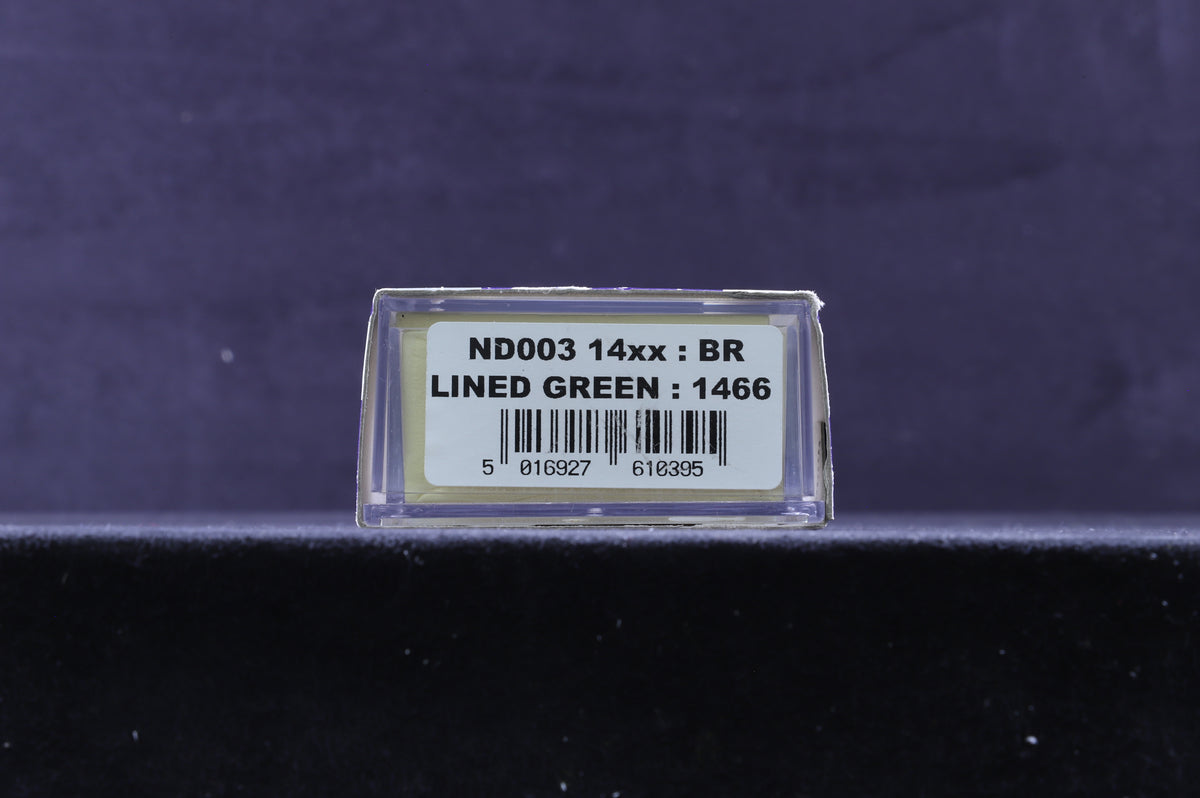 ND003 14xx : BR
LINED GREEN : 1466
5 016927 610395